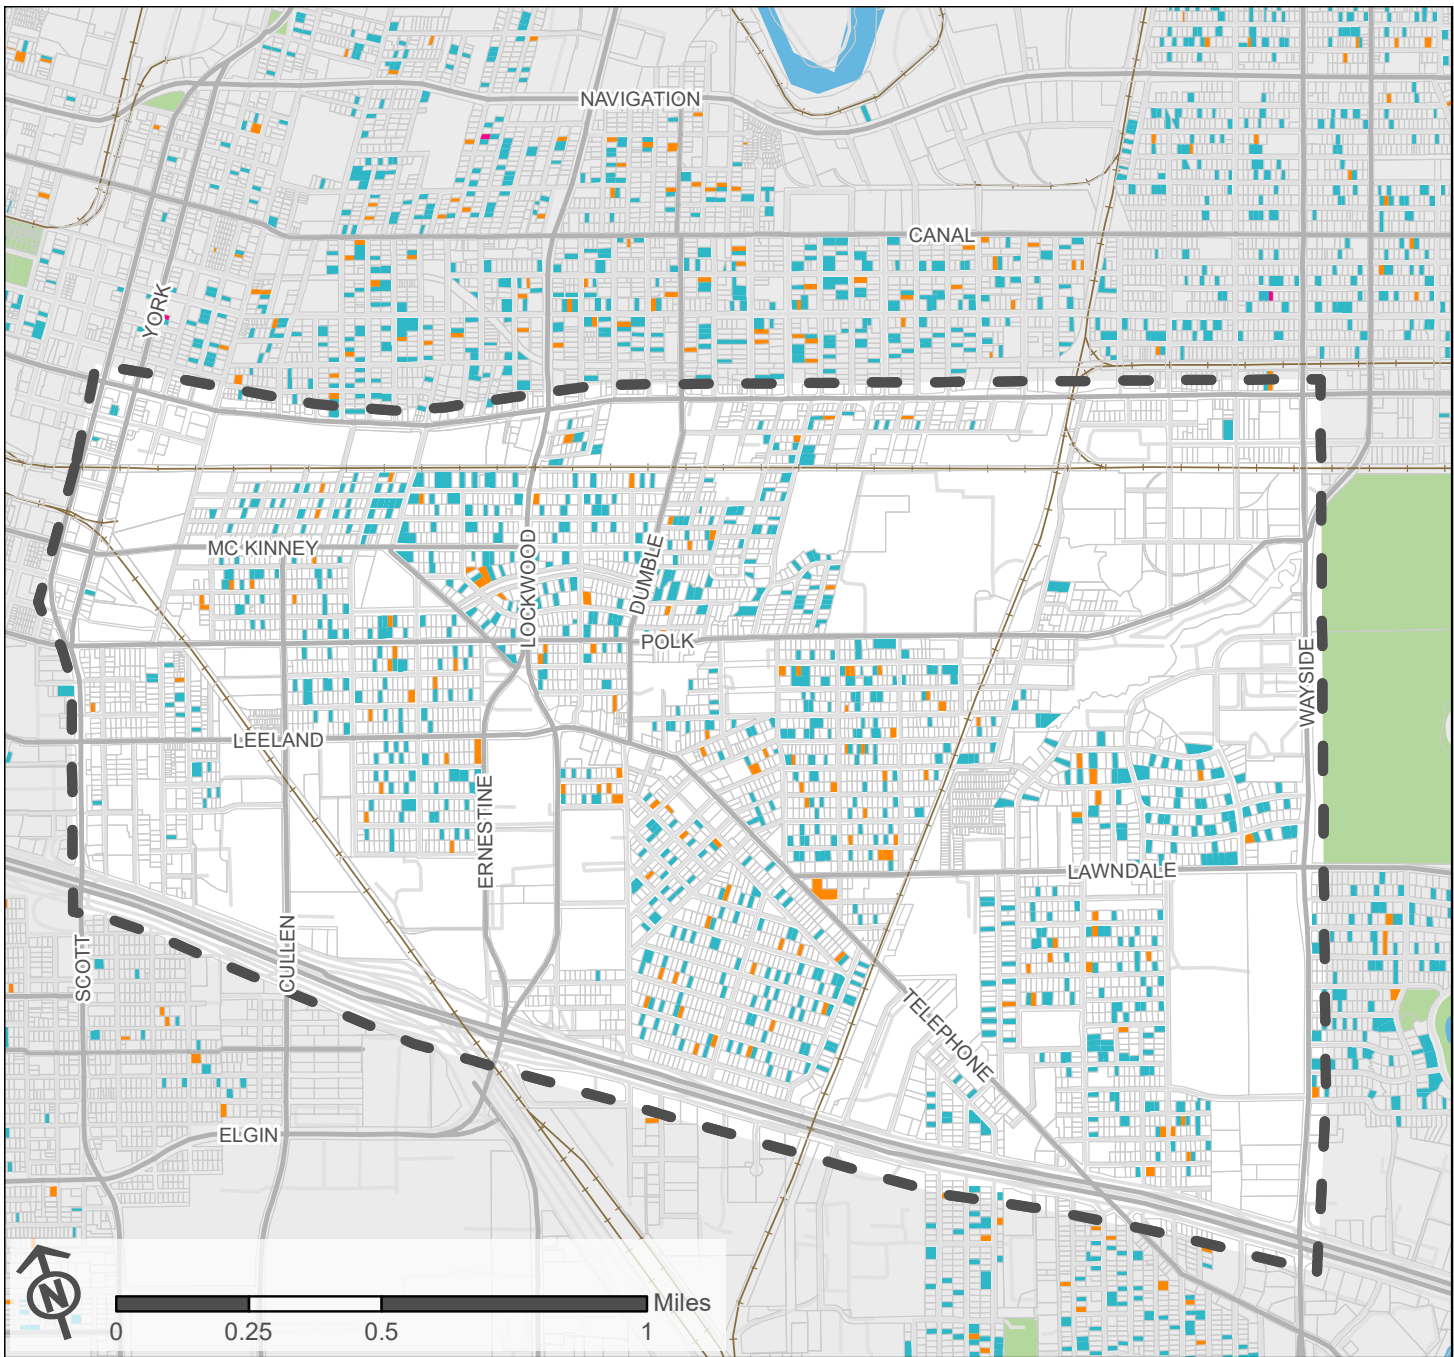 NAVIGATION
CANAL
YORK
MC KINNEY
LOCKWOOD
DUMBLE
POLK
WAYSIDE
LEELAND
ERNESTINE
LAWNDALE
SCOTT
CULLEN
TELEPHONE
ELGIN
N
Miles
0 0.25 0.5 1